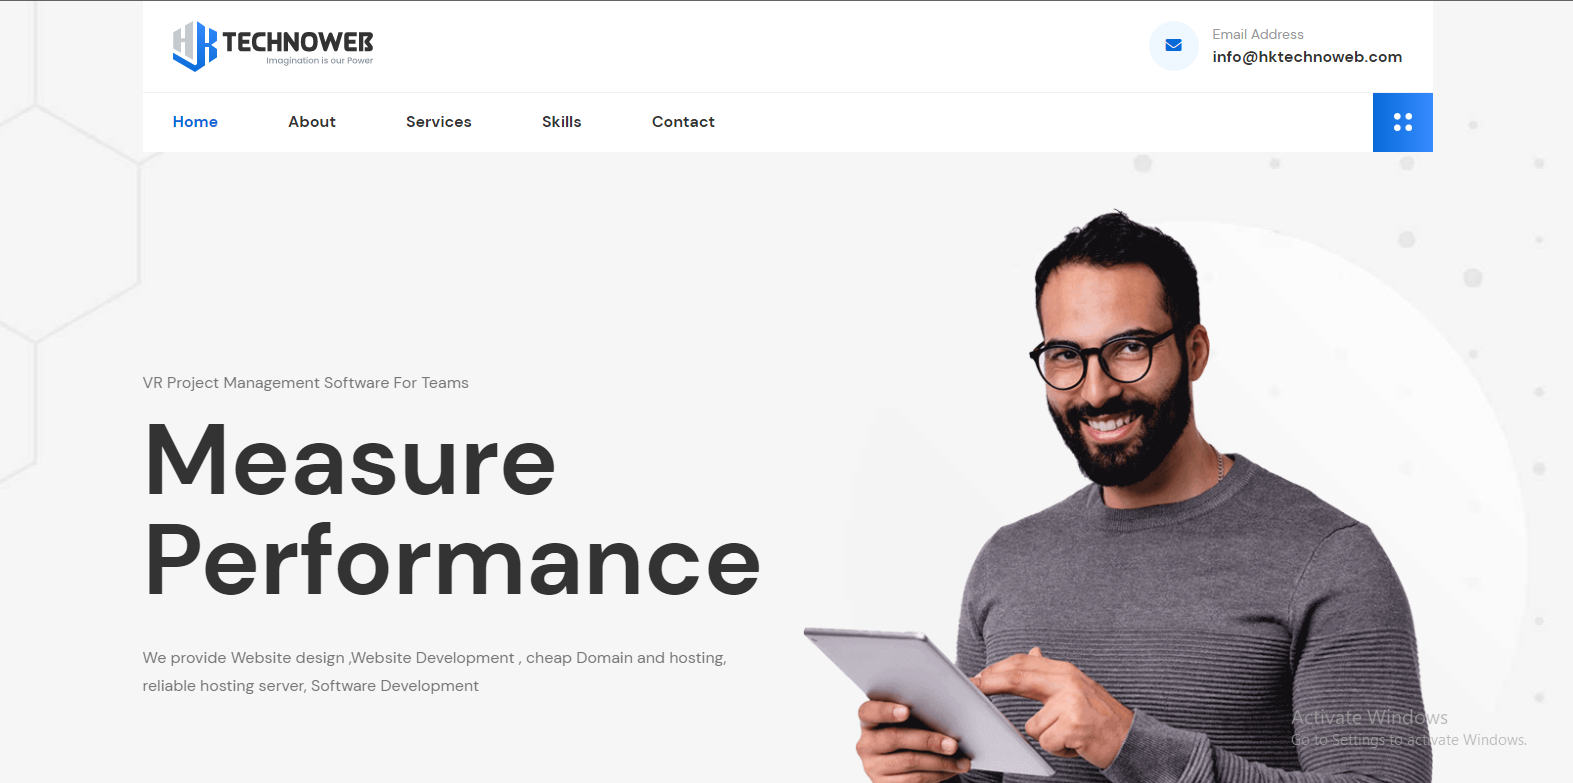 HK TECHNOWEB
Imagination is our Power
Email Address
info@hktechnoweb.com
Home About Services Skills Contact
VR Project Management Software For Teams
Measure
Performance
We provide Website design ,Website Development , cheap Domain and hosting,
reliable hosting server, Software Development
Activate Windows
Go to Settings to activate Windows.